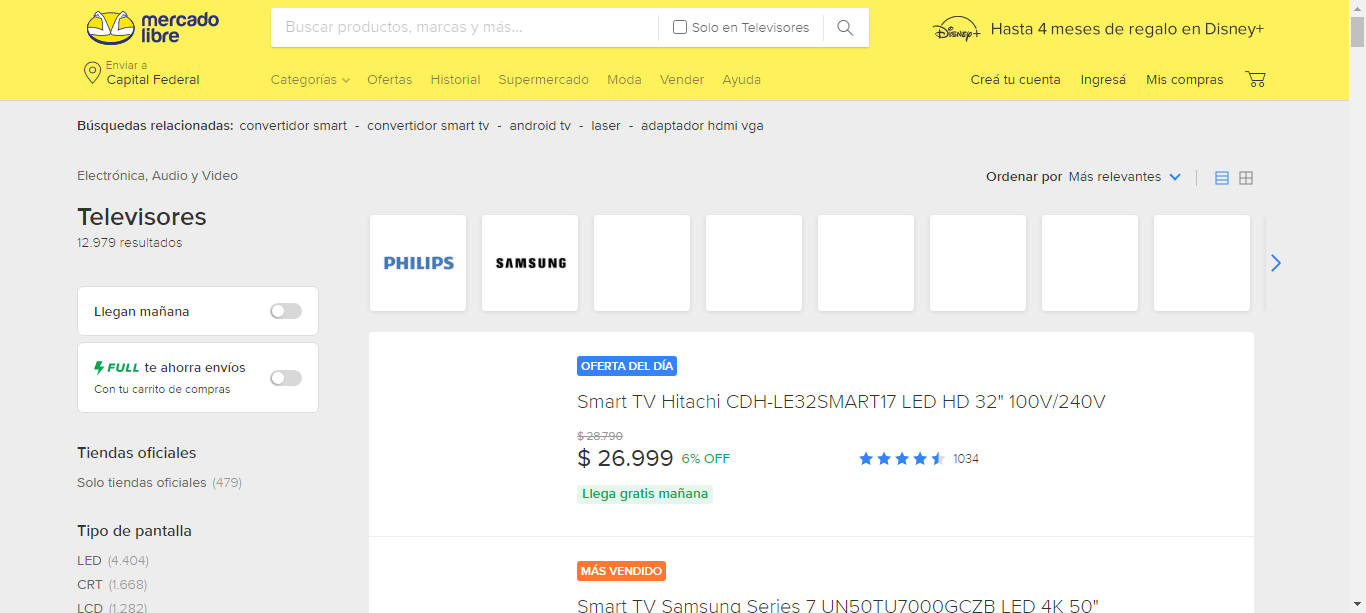 mercado
libre
Buscar productos, marcas y más...
Solo en Televisores
DISNEY+
Hasta 4 meses de regalo en Disney+
Enviar a
Capital Federal
Categorías
Ofertas
Historial
Supermercado
Moda
Vender
Ayuda
Creá tu cuenta
Ingresá
Mis compras
Búsquedas relacionadas: convertidor smart - convertidor smart tv - android tv - laser - adaptador hdmi vga
Electrónica, Audio y Video
Ordenar por Más relevantes
Televisores
12.979 resultados
PHILIPS
SAMSUNG
Llegan mañana
FULL te ahorra envíos
Con tu carrito de compras
Tiendas oficiales
Solo tiendas oficiales (479)
Tipo de pantalla
LED (4.404)
CRT (1.668)
LCD (1.282)
OFERTA DEL DÍA
Smart TV Hitachi CDH-LE32SMART17 LED HD 32" 100V/240V
$ 28.790
$ 26.999 6% OFF
1034
Llega gratis mañana
MÁS VENDIDO
Smart TV Samsung Series 7 UN50TU7000GCZB LED 4K 50"